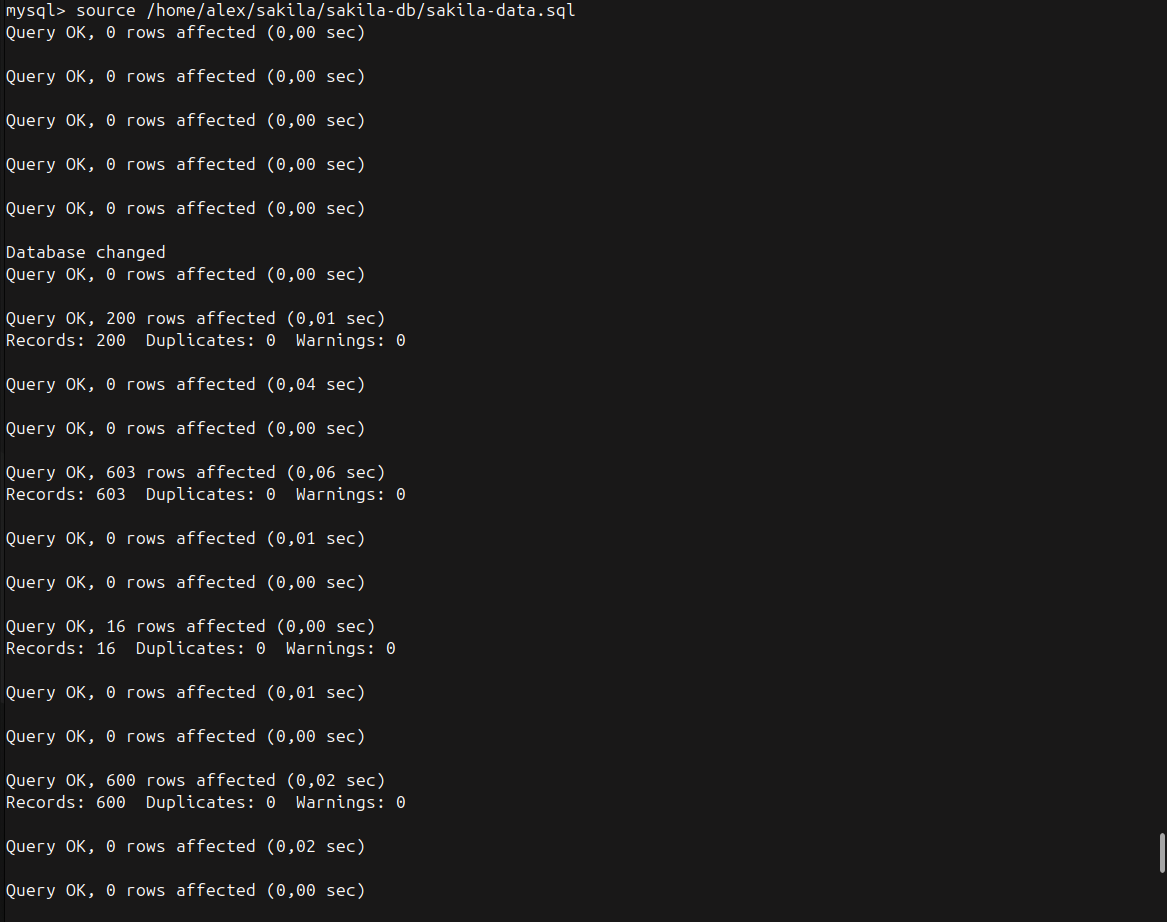 mysql> source /home/alex/sakila/sakila-db/sakila-data.sql
Query OK, 0 rows affected (0,00 sec)
Query OK, 0 rows affected (0,00 sec)
Query OK, 0 rows affected (0,00 sec)
Query OK, 0 rows affected (0,00 sec)
Query OK, 0 rows affected (0,00 sec)
Database changed
Query OK, 0 rows affected (0,00 sec)
Query OK, 200 rows affected (0,01 sec)
Records: 200  Duplicates: 0  Warnings: 0
Query OK, 0 rows affected (0,04 sec)
Query OK, 0 rows affected (0,00 sec)
Query OK, 603 rows affected (0,06 sec)
Records: 603  Duplicates: 0  Warnings: 0
Query OK, 0 rows affected (0,01 sec)
Query OK, 0 rows affected (0,00 sec)
Query OK, 16 rows affected (0,00 sec)
Records: 16  Duplicates: 0  Warnings: 0
Query OK, 0 rows affected (0,01 sec)
Query OK, 0 rows affected (0,00 sec)
Query OK, 600 rows affected (0,02 sec)
Records: 600  Duplicates: 0  Warnings: 0
Query OK, 0 rows affected (0,02 sec)
Query OK, 0 rows affected (0,00 sec)